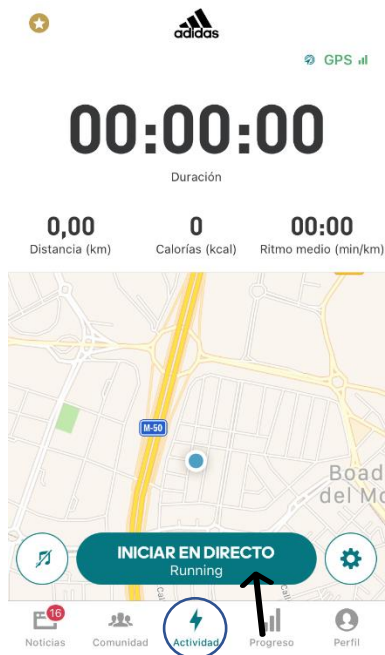 adidas
GPS
00:00:00
Duración
0,00 0 00:00
Distancia (km) Calorías (kcal) Ritmo medio (min/km)
M-50
Boad
del Mo
INICIAR EN DIRECTO
Running
16
Noticias Comunidad Actividad Progreso Perfil